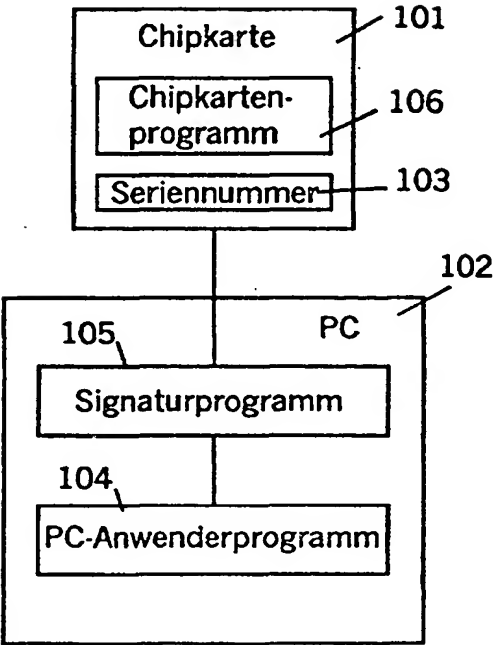 Chipkarte
101
Chipkarten-
programm
106
Seriennummer
103
102
PC
105
Signaturprogramm
104
PC-Anwenderprogramm